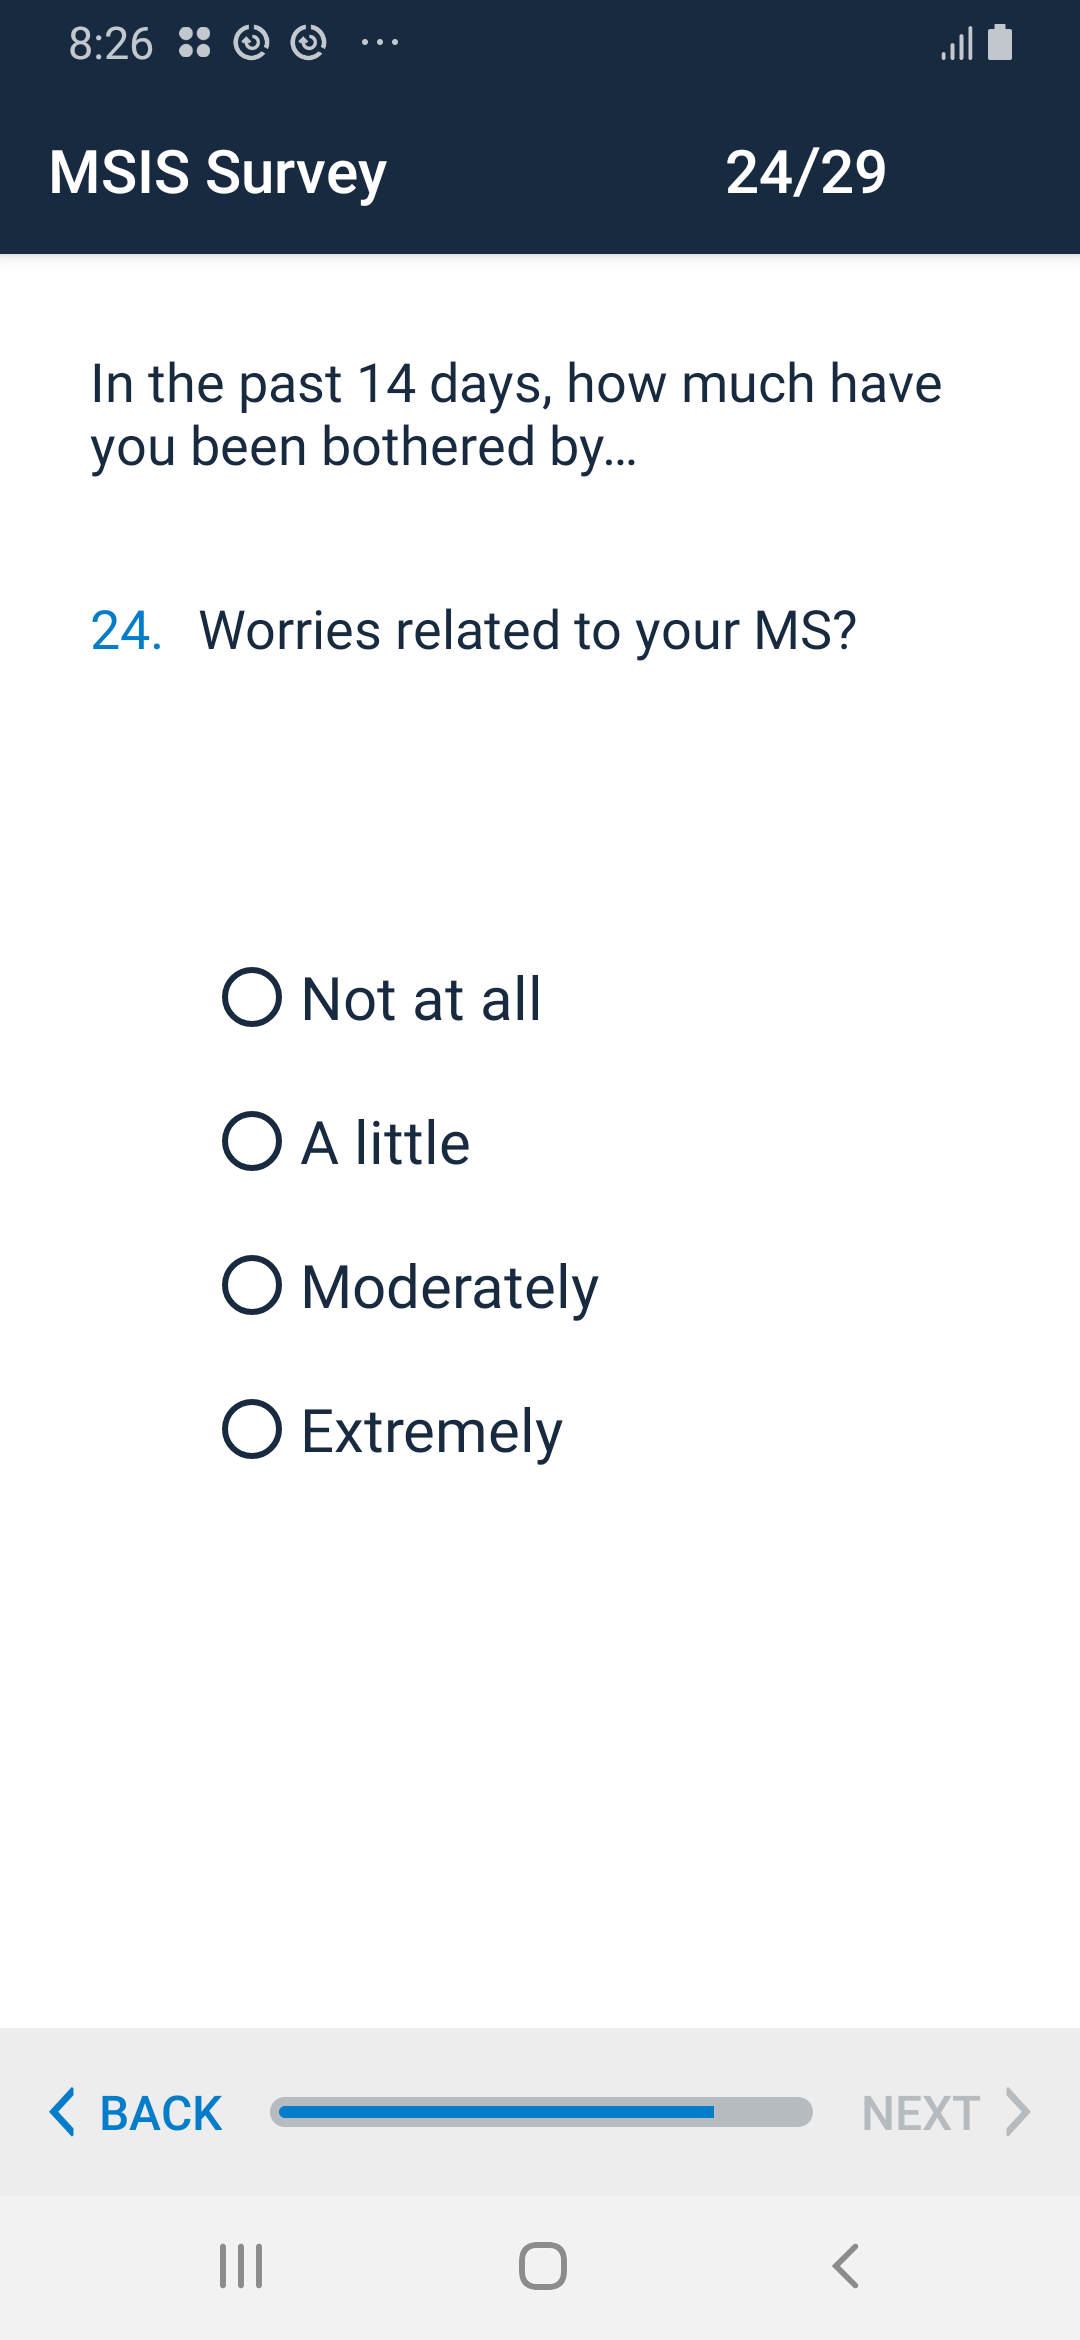 8:26
MSIS Survey 24/29
In the past 14 days, how much have
you been bothered by...
24. Worries related to your MS?
Not at all
A little
Moderately
Extremely
BACK NEXT